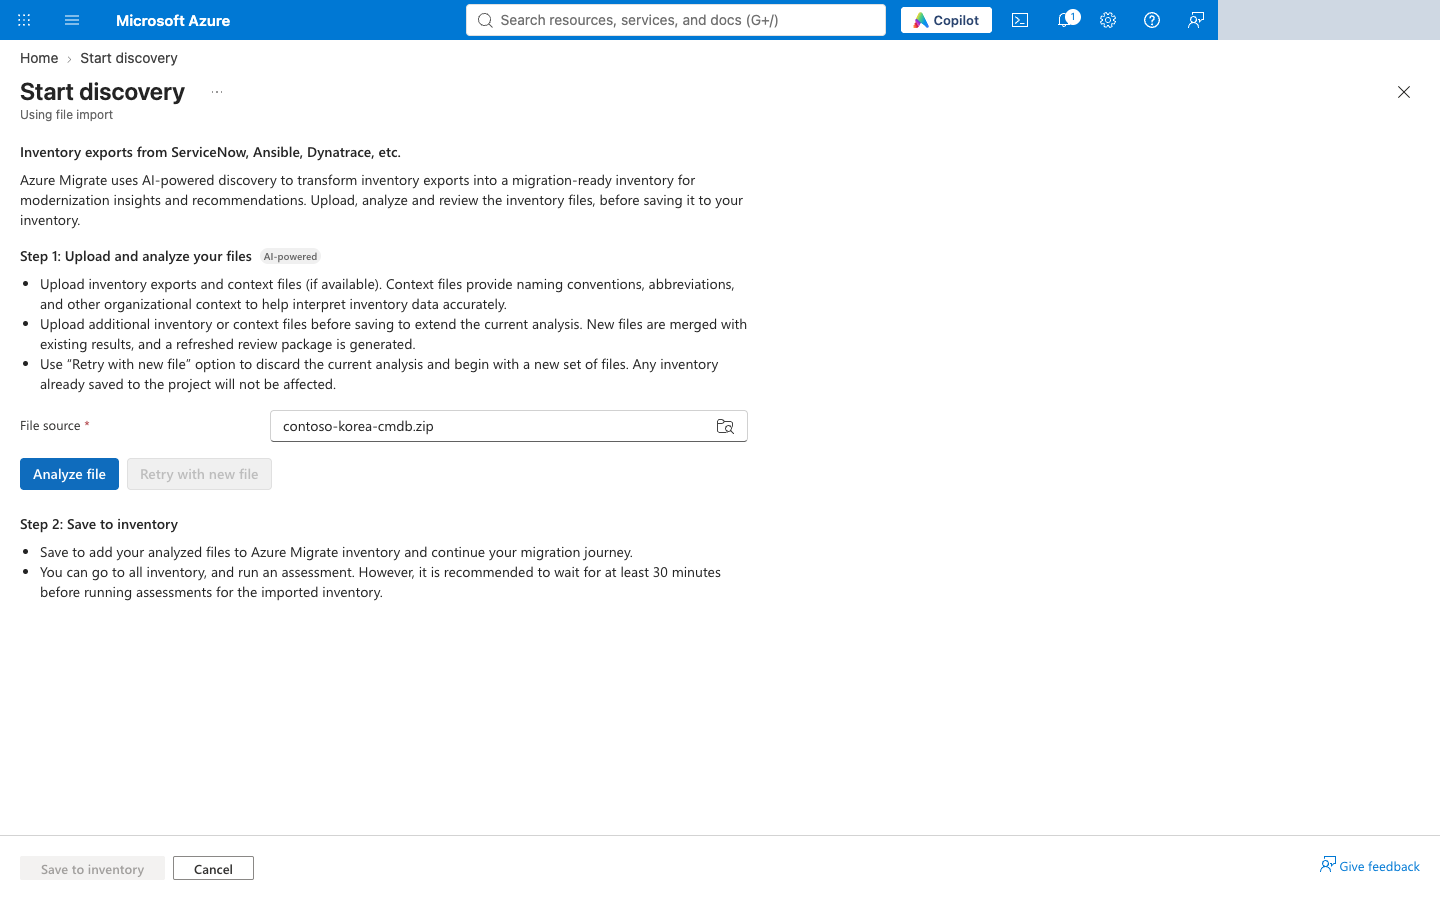 Microsoft Azure
Search resources, services, and docs (G+/)
Copilot
1
Home > Start discovery
Start discovery ...
Using file import
Inventory exports from ServiceNow, Ansible, Dynatrace, etc.
Azure Migrate uses AI-powered discovery to transform inventory exports into a migration-ready inventory for
modernization insights and recommendations. Upload, analyze and review the inventory files, before saving it to your
inventory.
Step 1: Upload and analyze your files AI-powered
• Upload inventory exports and context files (if available). Context files provide naming conventions, abbreviations,
and other organizational context to help interpret inventory data accurately.
• Upload additional inventory or context files before saving to extend the current analysis. New files are merged with
existing results, and a refreshed review package is generated.
• Use “Retry with new file” option to discard the current analysis and begin with a new set of files. Any inventory
already saved to the project will not be affected.
File source *
contoso-korea-cmdb.zip
Analyze file
Retry with new file
Step 2: Save to inventory
• Save to add your analyzed files to Azure Migrate inventory and continue your migration journey.
• You can go to all inventory, and run an assessment. However, it is recommended to wait for at least 30 minutes
before running assessments for the imported inventory.
Save to inventory
Cancel
Give feedback